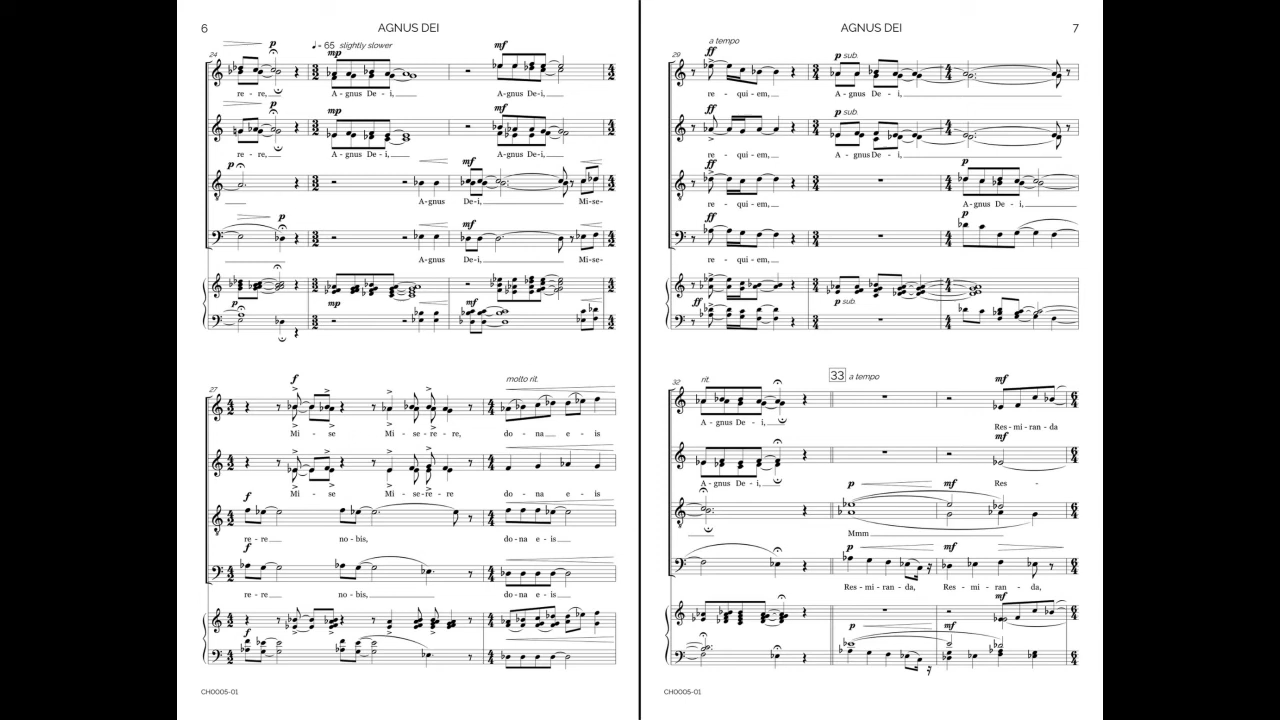 6 AGNUS DEI
24 p ♩= 65 slightly slower mp mf
re - re, A - gnus De - i, A - gnus De - i,
p mp mf
re - re, A - gnus De - i, A - gnus De - i,
p mf
A - gnus De - i, Mi - se -
p mf
A - gnus De - i, Mi - se -
p mp mf
27 f molto rit.
Mi - se Mi - se - re - re, do - na e - is
Mi - se Mi - se - re - re do - na e - is
f
re - re no - bis, do - na e - is
f
re - re no - bis, do - na e - is
f
CH0005-01
AGNUS DEI 7
29 ff a tempo p sub.
re - qui - em, A - gnus De - i,
ff p sub.
re - qui - em, A - gnus De - i,
ff p
re - qui - em, A - gnus De - i,
ff p
re - qui - em,
ff p sub.
32 rit. 33 a tempo mf
A - gnus De - i, Res - mi - ran - da
mf
A - gnus De - i, Res -
p mf
Mmm
p mf
Res - mi - ran - da, Res - mi - ran - da,
mf
p mf
CH0005-01